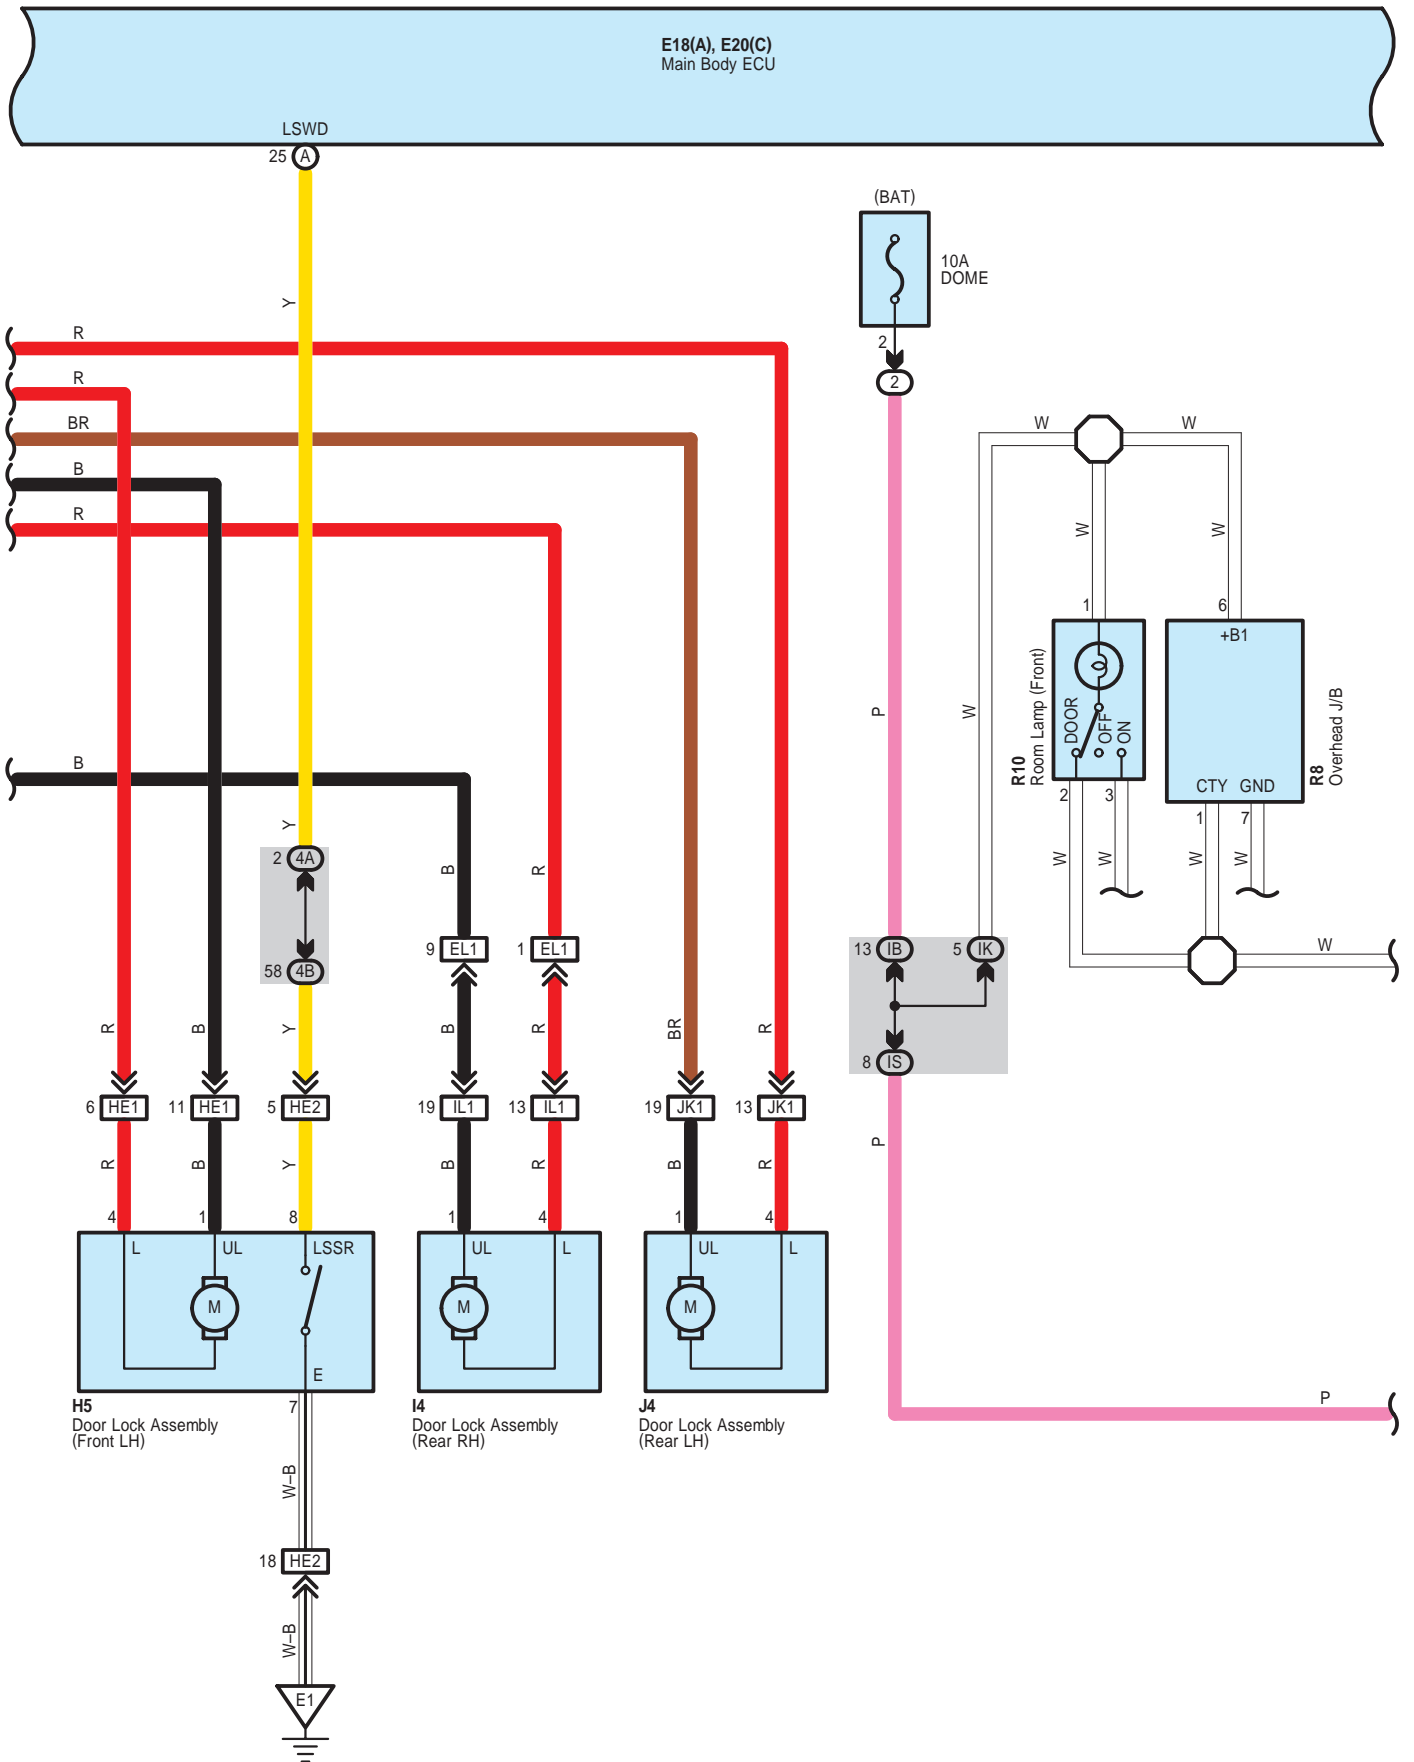 E18(A), E20(C)
Main Body ECU
LSWD
25 A
(BAT)
10A
DOME
2
2
Y
R
R
BR
B
R
B
W W
W W
1 6
+B1
R10
Room Lamp (Front)
DOOR
OFF
ON
R8
Overhead J/B
CTY GND
2 3 1 7
W W W W
P W
Y
2 4A
58 4B
B R
9 EL1 1 EL1
13 IB 5 IK
W
8 IS
R B Y B R BR R
6 HE1 11 HE1 5 HE2 19 IL1 13 IL1 19 JK1 13 JK1
R B Y B R B R
P
4 1 8 1 4 1 4
L UL LSSR UL L UL L
M M M
E
H5
Door Lock Assembly
(Front LH)
7
I4
Door Lock Assembly
(Rear RH)
J4
Door Lock Assembly
(Rear LH)
P
W–B
18 HE2
W–B
E1